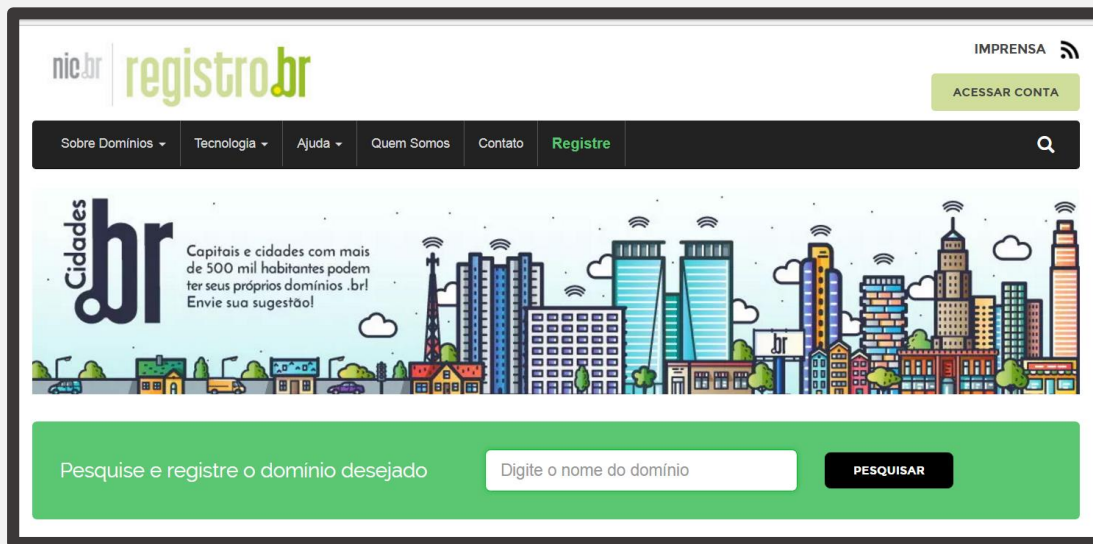 nic.br
registro.br
IMPRENSA
ACESSAR CONTA
Sobre Domínios
Tecnologia
Ajuda
Quem Somos
Contato
Registre
Cidades
.br
Capitais e cidades com mais
de 500 mil habitantes podem
ter seus próprios domínios .br!
Envie sua sugestão!
.br
Pesquise e registre o domínio desejado
Digite o nome do domínio
PESQUISAR